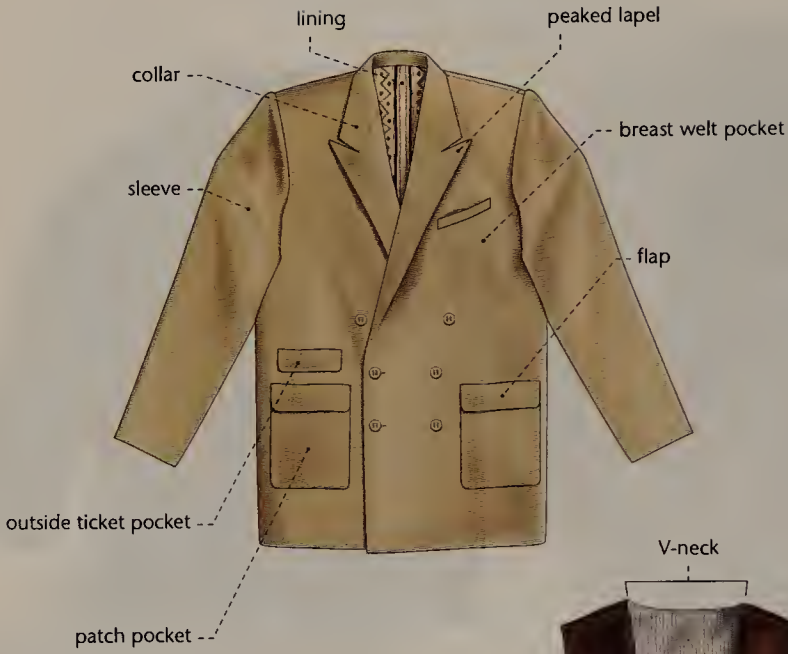 lining
peaked lapel
collar
breast welt pocket
sleeve
flap
outside ticket pocket
V-neck
patch pocket